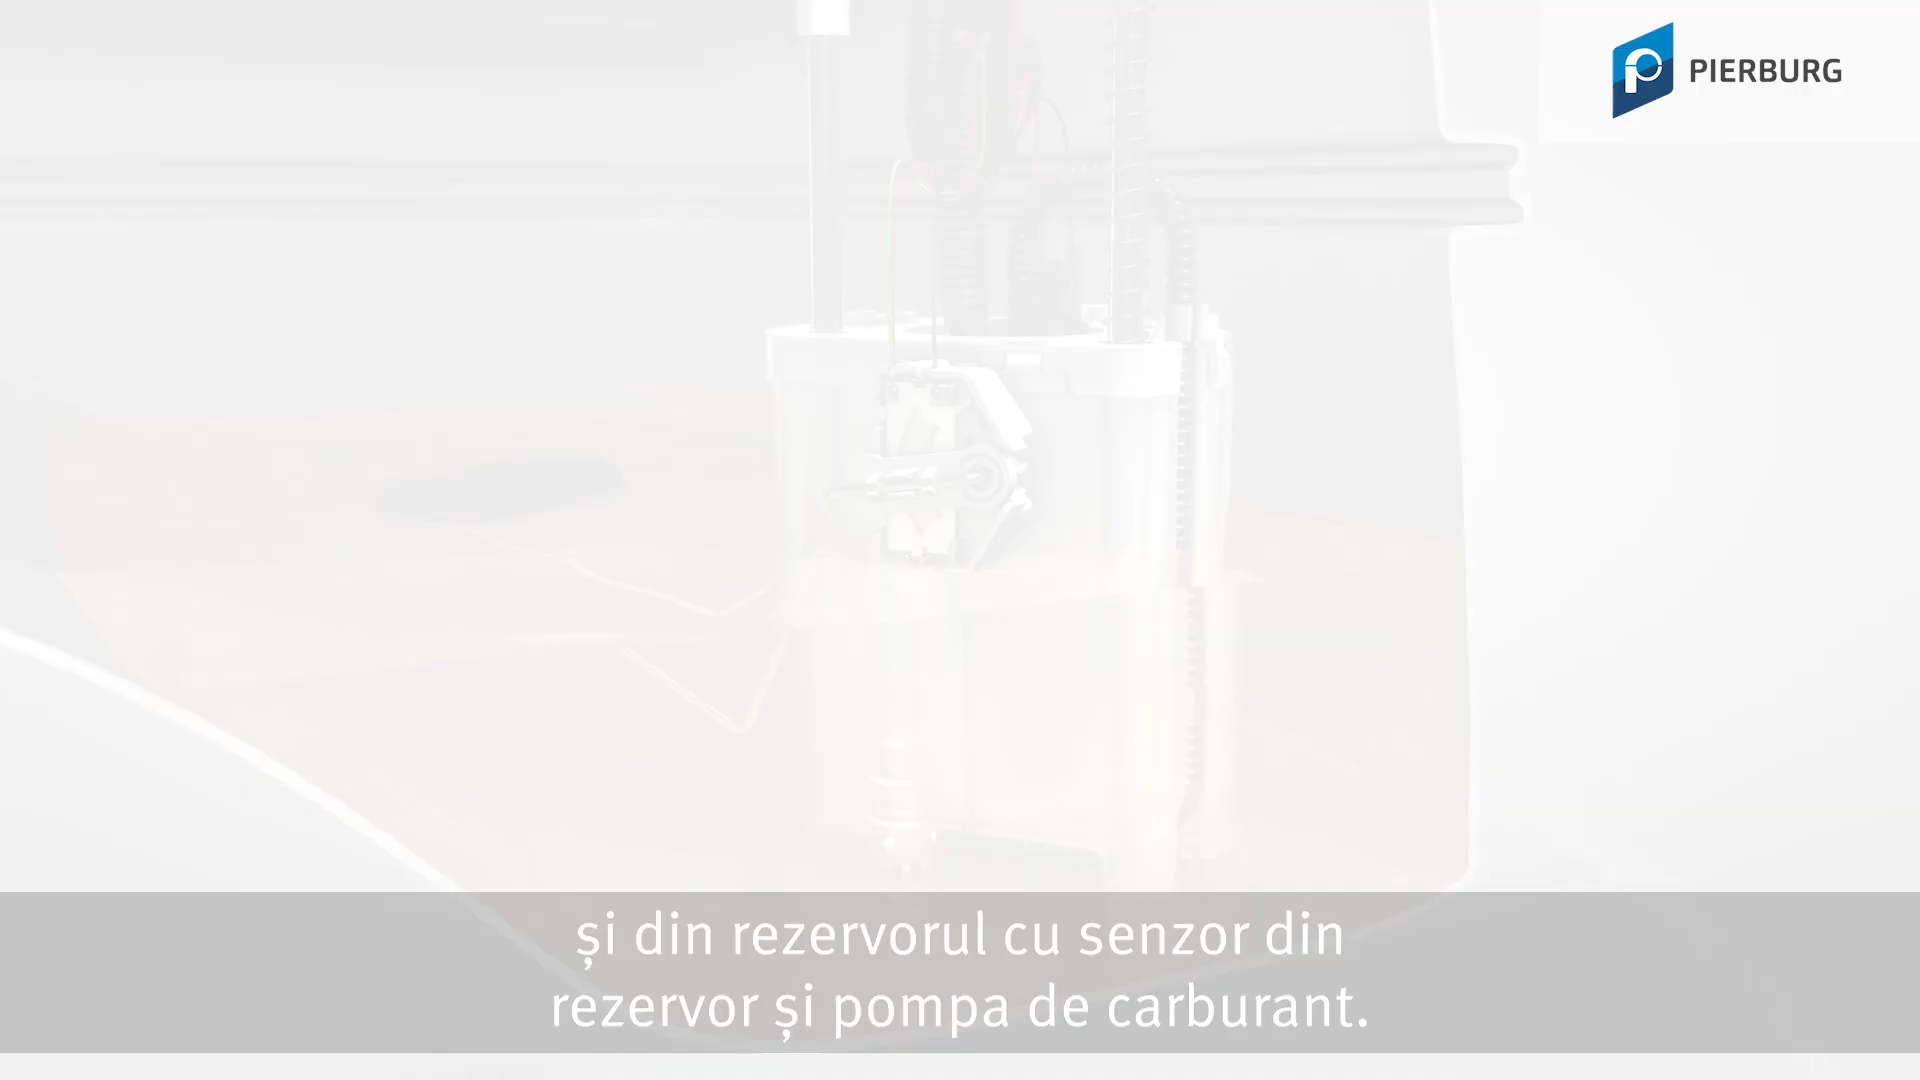 PIERBURG
și din rezervorul cu senzor din
rezervor și pompa de carburant.